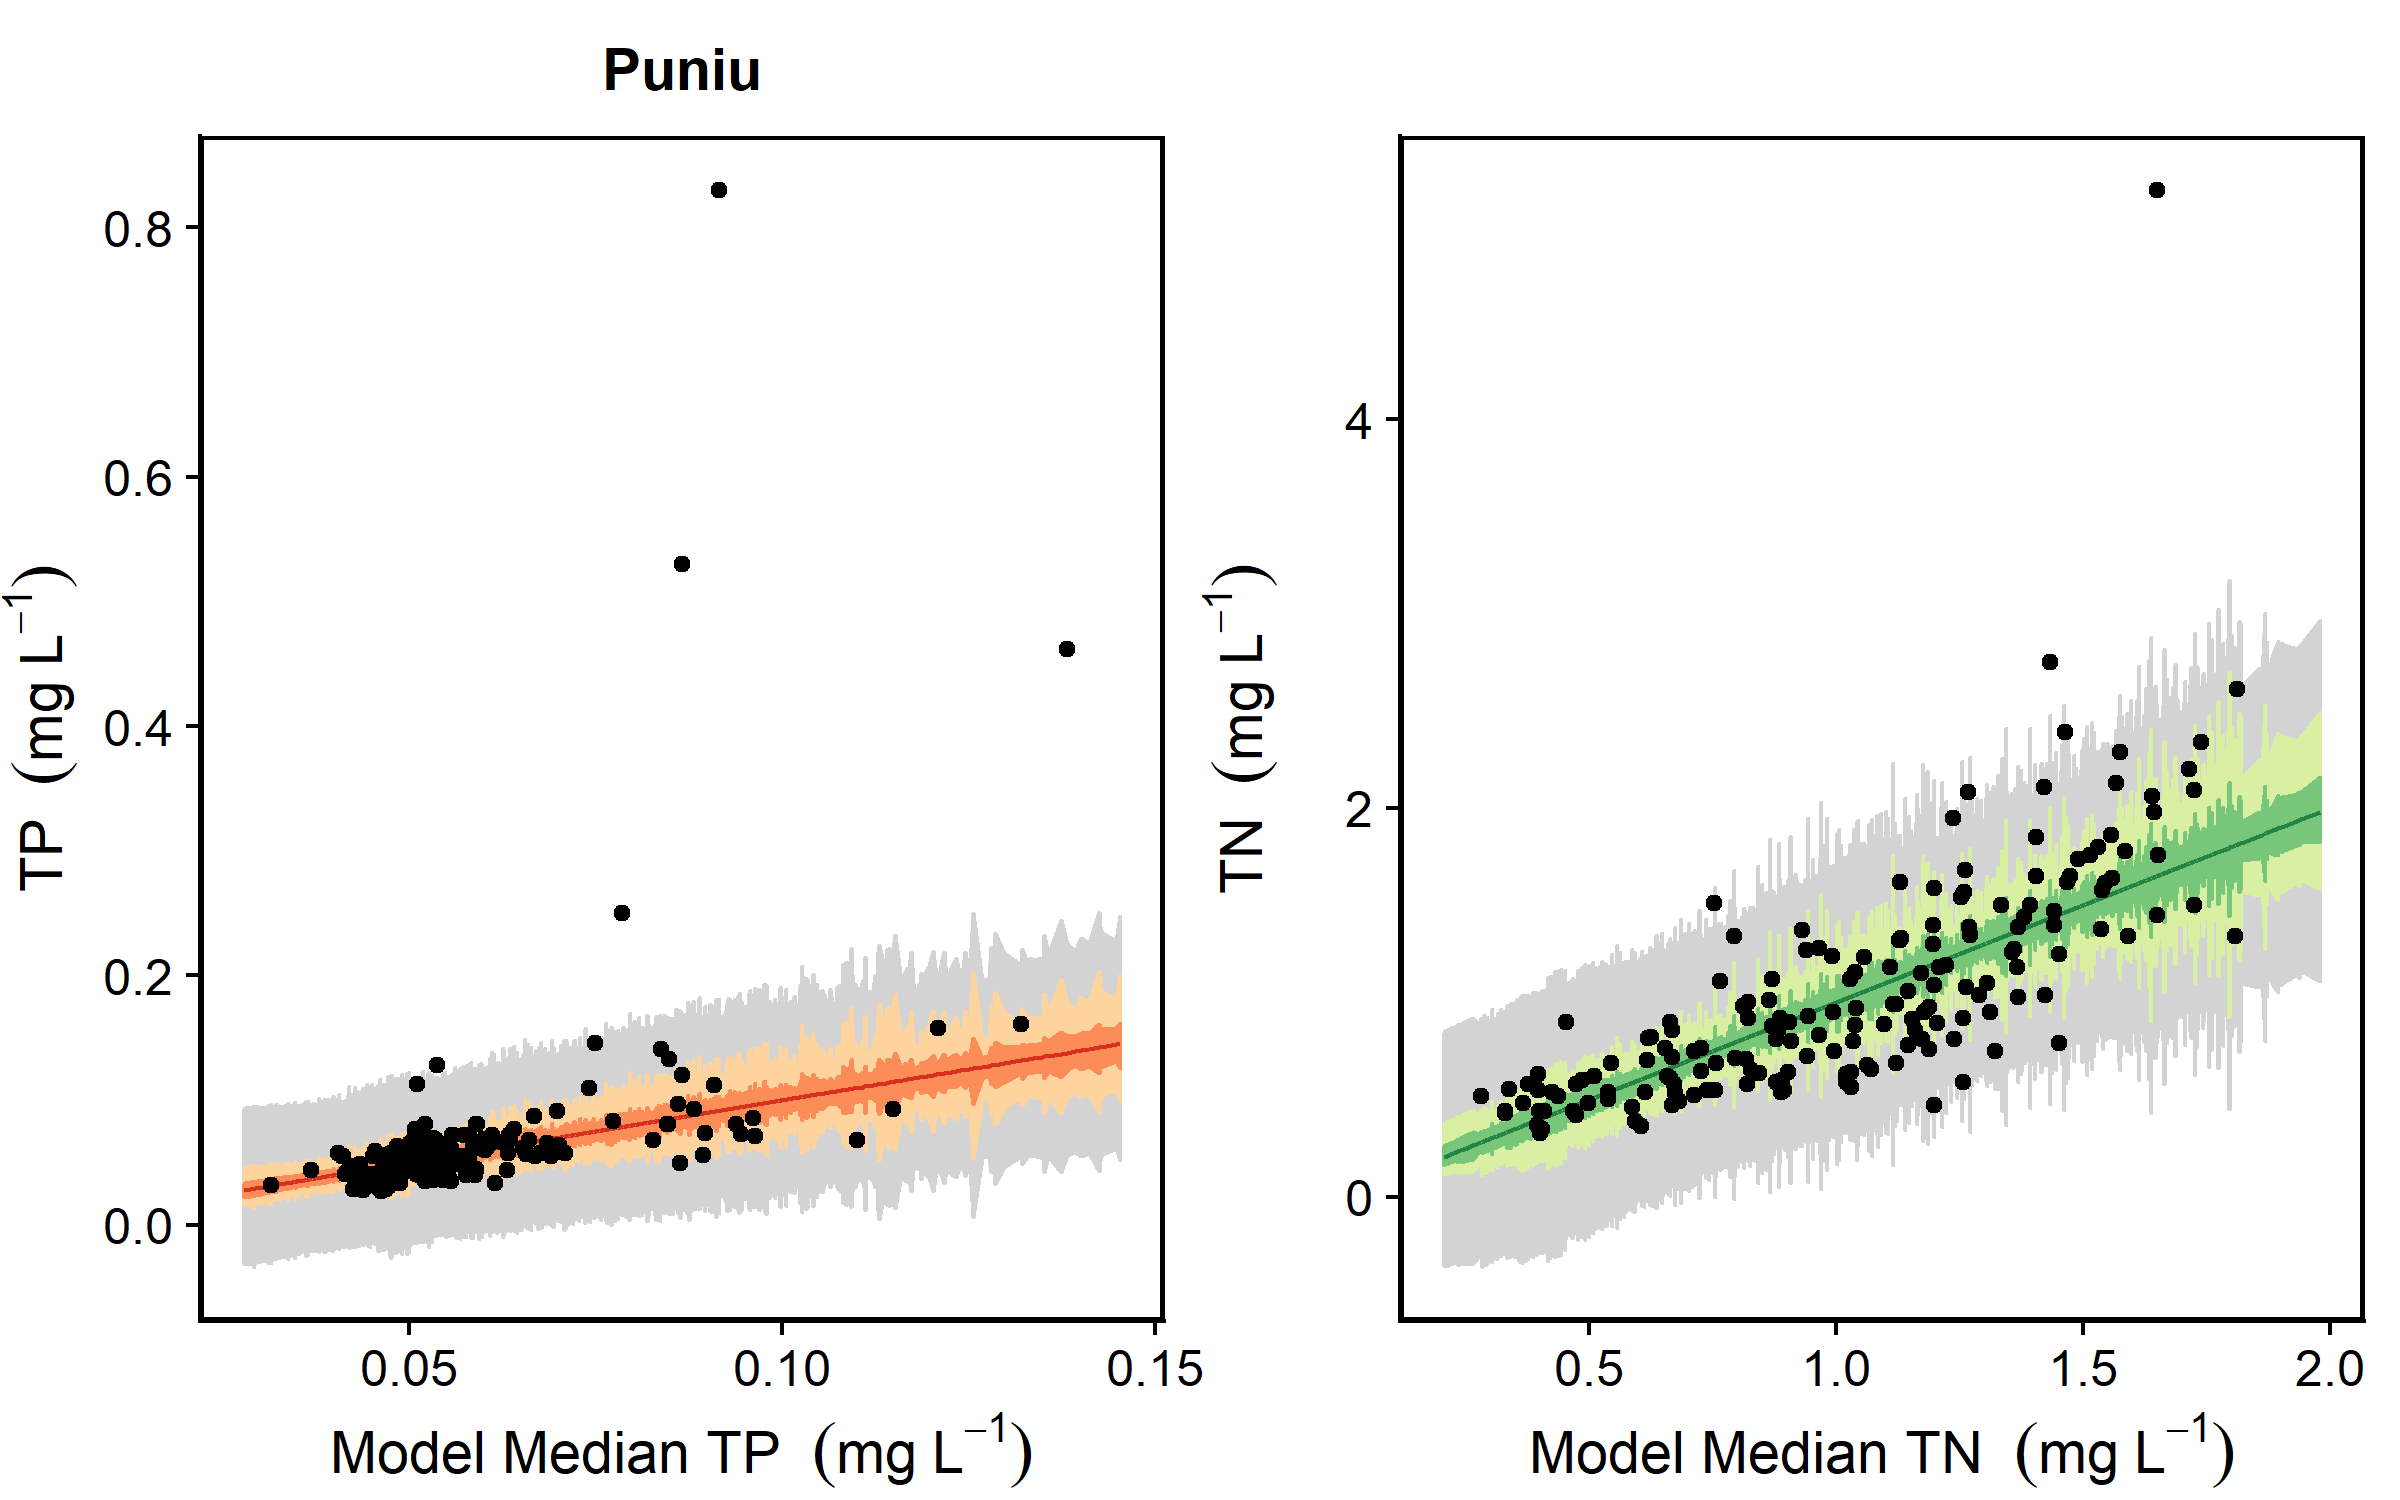 Puniu
TP (mg L⁻¹)
0.8
0.6
0.4
0.2
0.0
0.05 0.10 0.15
Model Median TP (mg L⁻¹)
TN (mg L⁻¹)
4
2
0
0.5 1.0 1.5 2.0
Model Median TN (mg L⁻¹)